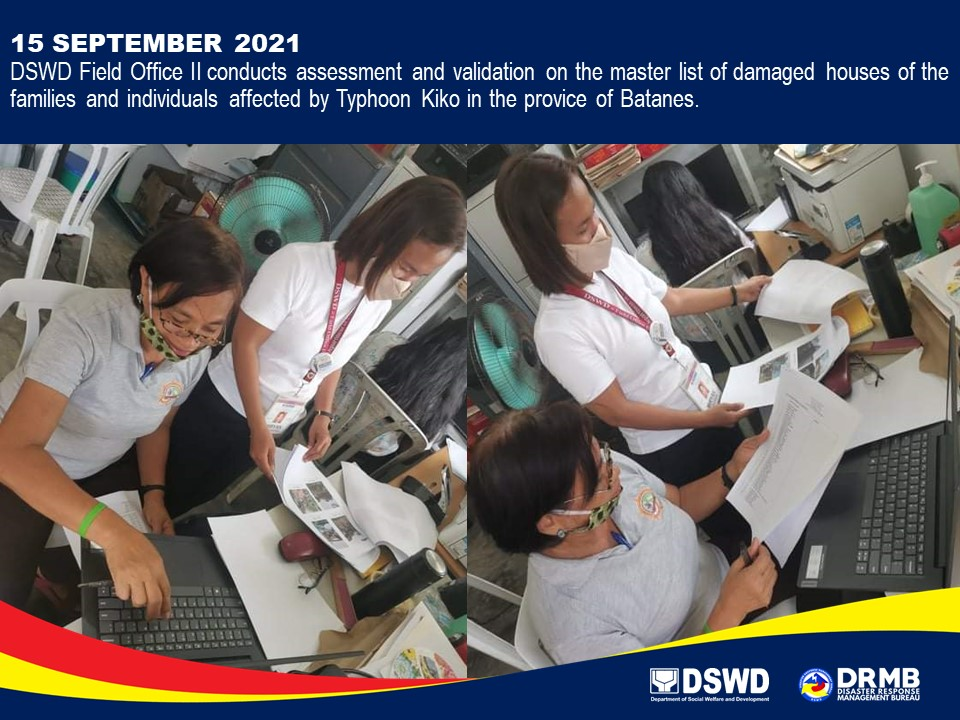 15 SEPTEMBER 2021
DSWD Field Office II conducts assessment and validation on the master list of damaged houses of the
families and individuals affected by Typhoon Kiko in the provice of Batanes.
DSWD
DSWD
DSWD
Department of Social Welfare and Development
DRMB
DISASTER RESPONSE
MANAGEMENT BUREAU